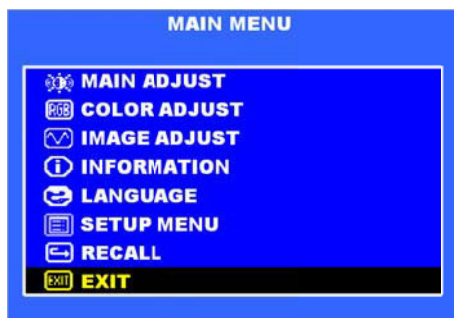 MAIN MENU
MAIN ADJUST
RGB COLOR ADJUST
IMAGE ADJUST
i INFORMATION
LANGUAGE
SETUP MENU
RECALL
EXIT EXIT